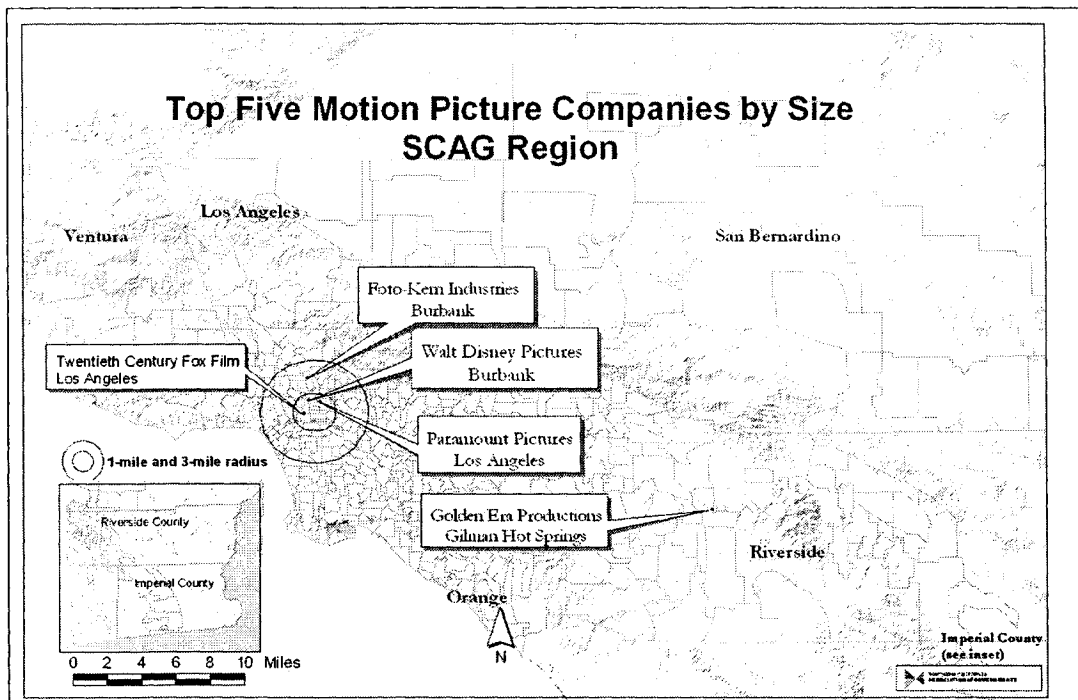 Top Five Motion Picture Companies by Size
SCAG Region
Los Angeles
Ventura
San Bernardino
Foto-Kem Industries
Burbank
Walt Disney Pictures
Burbank
Twentieth Century Fox Film
Los Angeles
Paramount Pictures
Los Angeles
1-mile and 3-mile radius
Golden Era Productions
Gilman Hot Springs
Riverside County
Imperial County
Riverside
Orange
N
Imperial County
(see inset)
0 2 4 6 8 10 Miles